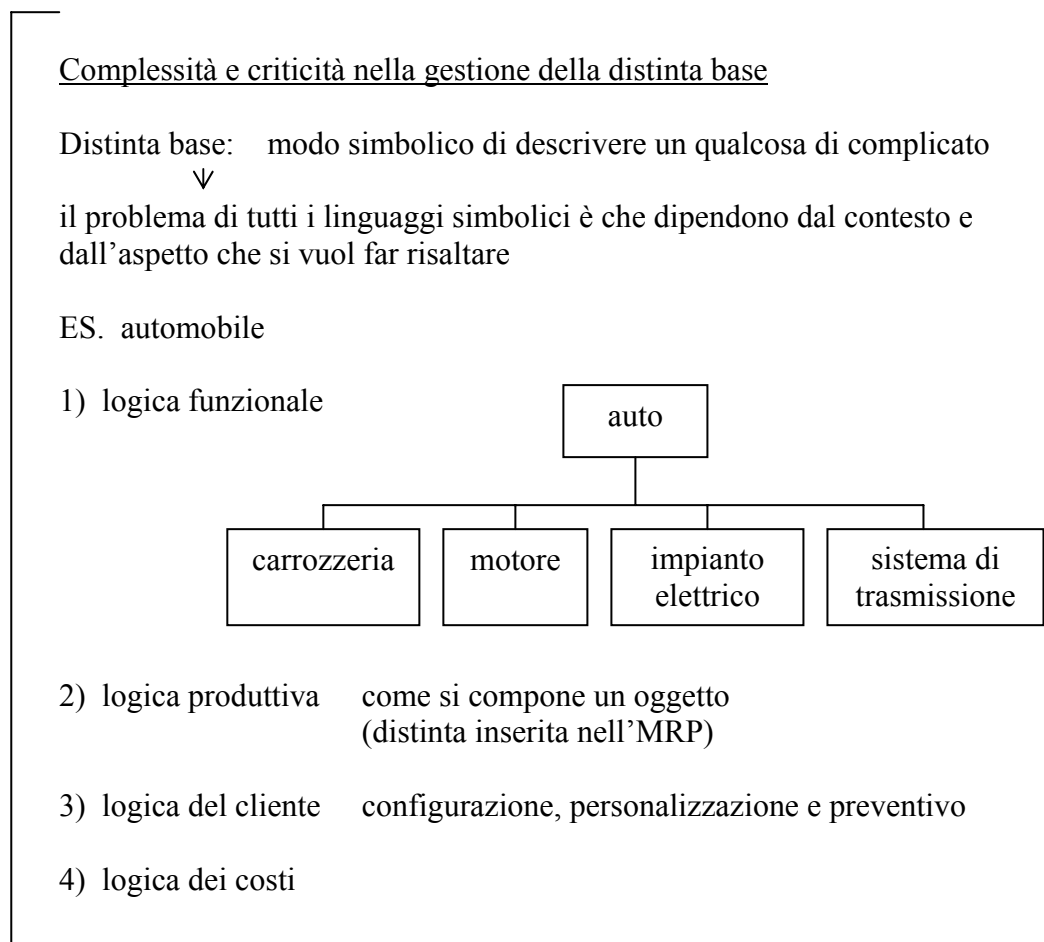 Complessità e criticità nella gestione della distinta base
Distinta base: modo simbolico di descrivere un qualcosa di complicato
il problema di tutti i linguaggi simbolici è che dipendono dal contesto e
dall’aspetto che si vuol far risaltare
ES. automobile
1) logica funzionale
auto
carrozzeria
motore
impianto
elettrico
sistema di
trasmissione
2) logica produttiva come si compone un oggetto
(distinta inserita nell’MRP)
3) logica del cliente configurazione, personalizzazione e preventivo
4) logica dei costi